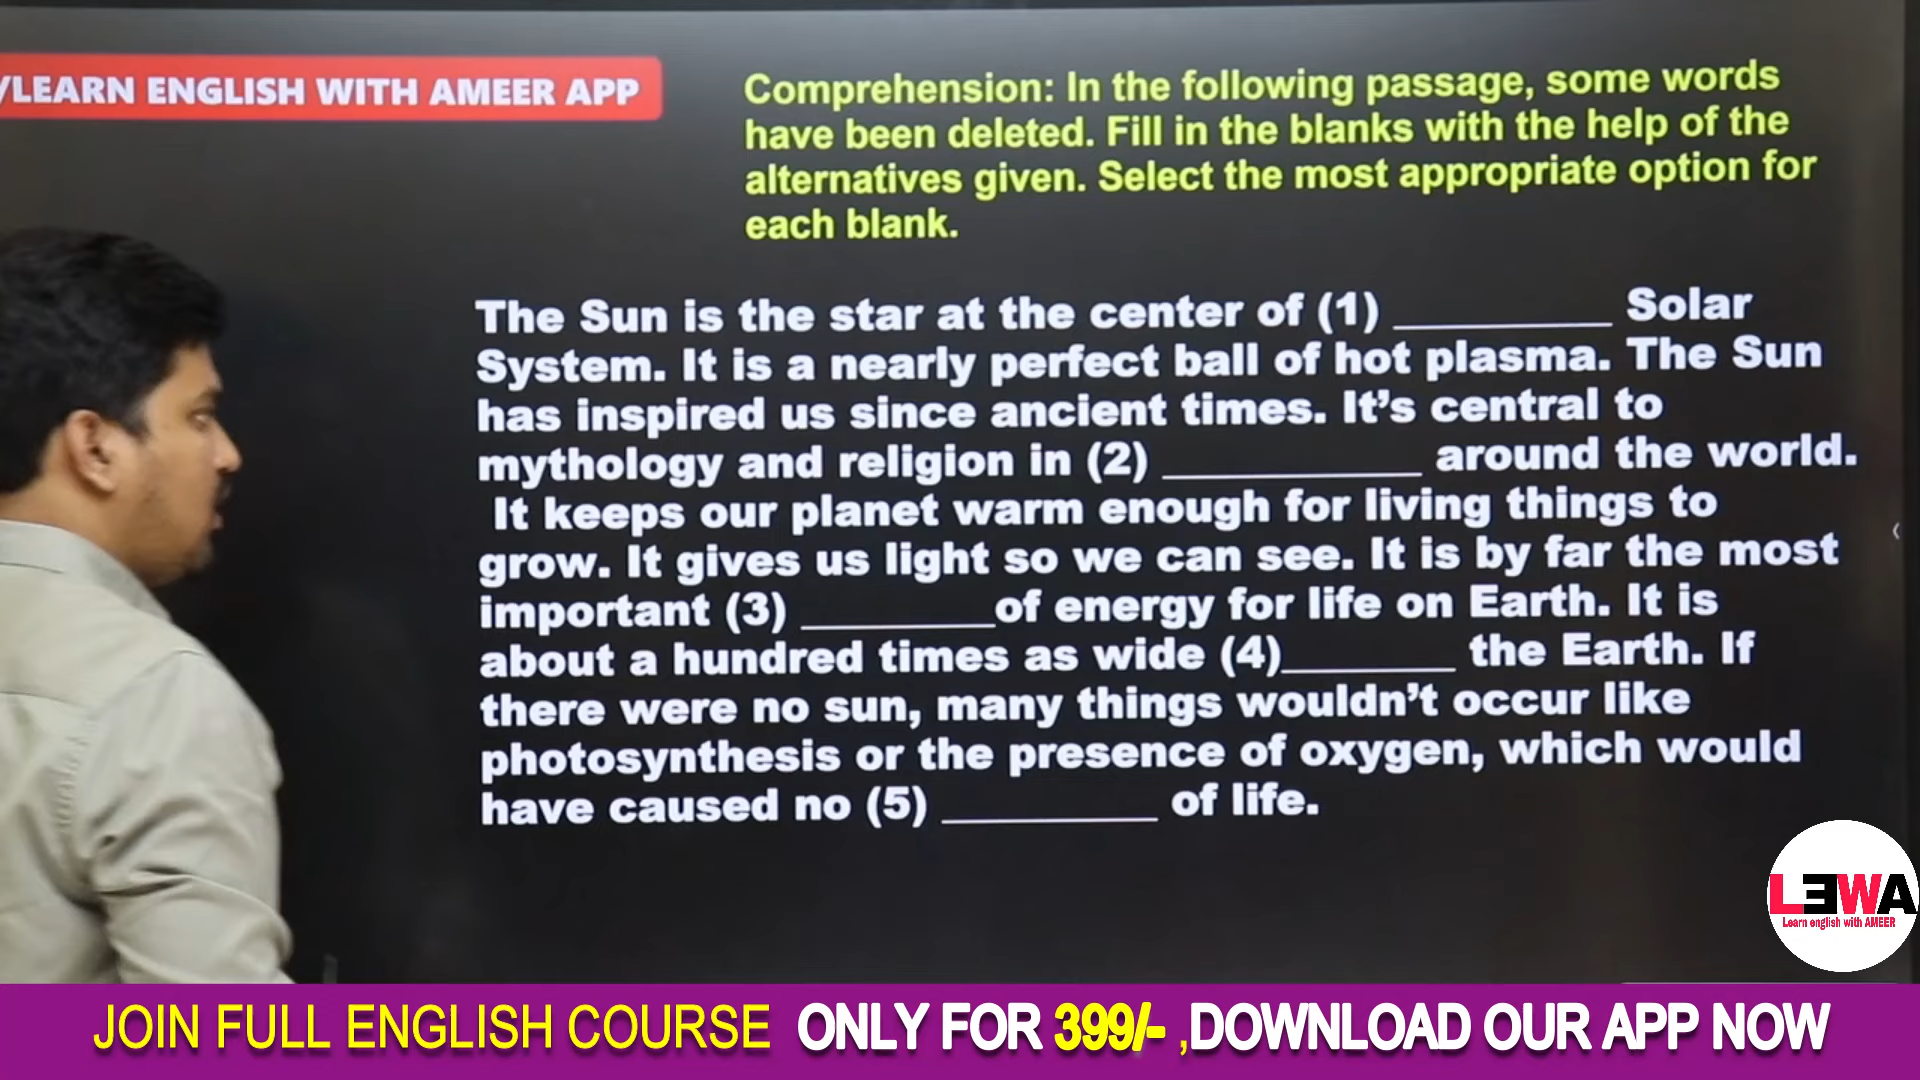 /LEARN ENGLISH WITH AMEER APP
Comprehension: In the following passage, some words
have been deleted. Fill in the blanks with the help of the
alternatives given. Select the most appropriate option for
each blank.
The Sun is the star at the center of (1) __________ Solar
System. It is a nearly perfect ball of hot plasma. The Sun
has inspired us since ancient times. It’s central to
mythology and religion in (2) ____________ around the world.
It keeps our planet warm enough for living things to
grow. It gives us light so we can see. It is by far the most
important (3) _________of energy for life on Earth. It is
about a hundred times as wide (4)________ the Earth. If
there were no sun, many things wouldn’t occur like
photosynthesis or the presence of oxygen, which would
have caused no (5) __________ of life.
LEWA
Learn english with AMEER
JOIN FULL ENGLISH COURSE ONLY FOR 399/- ,DOWNLOAD OUR APP NOW